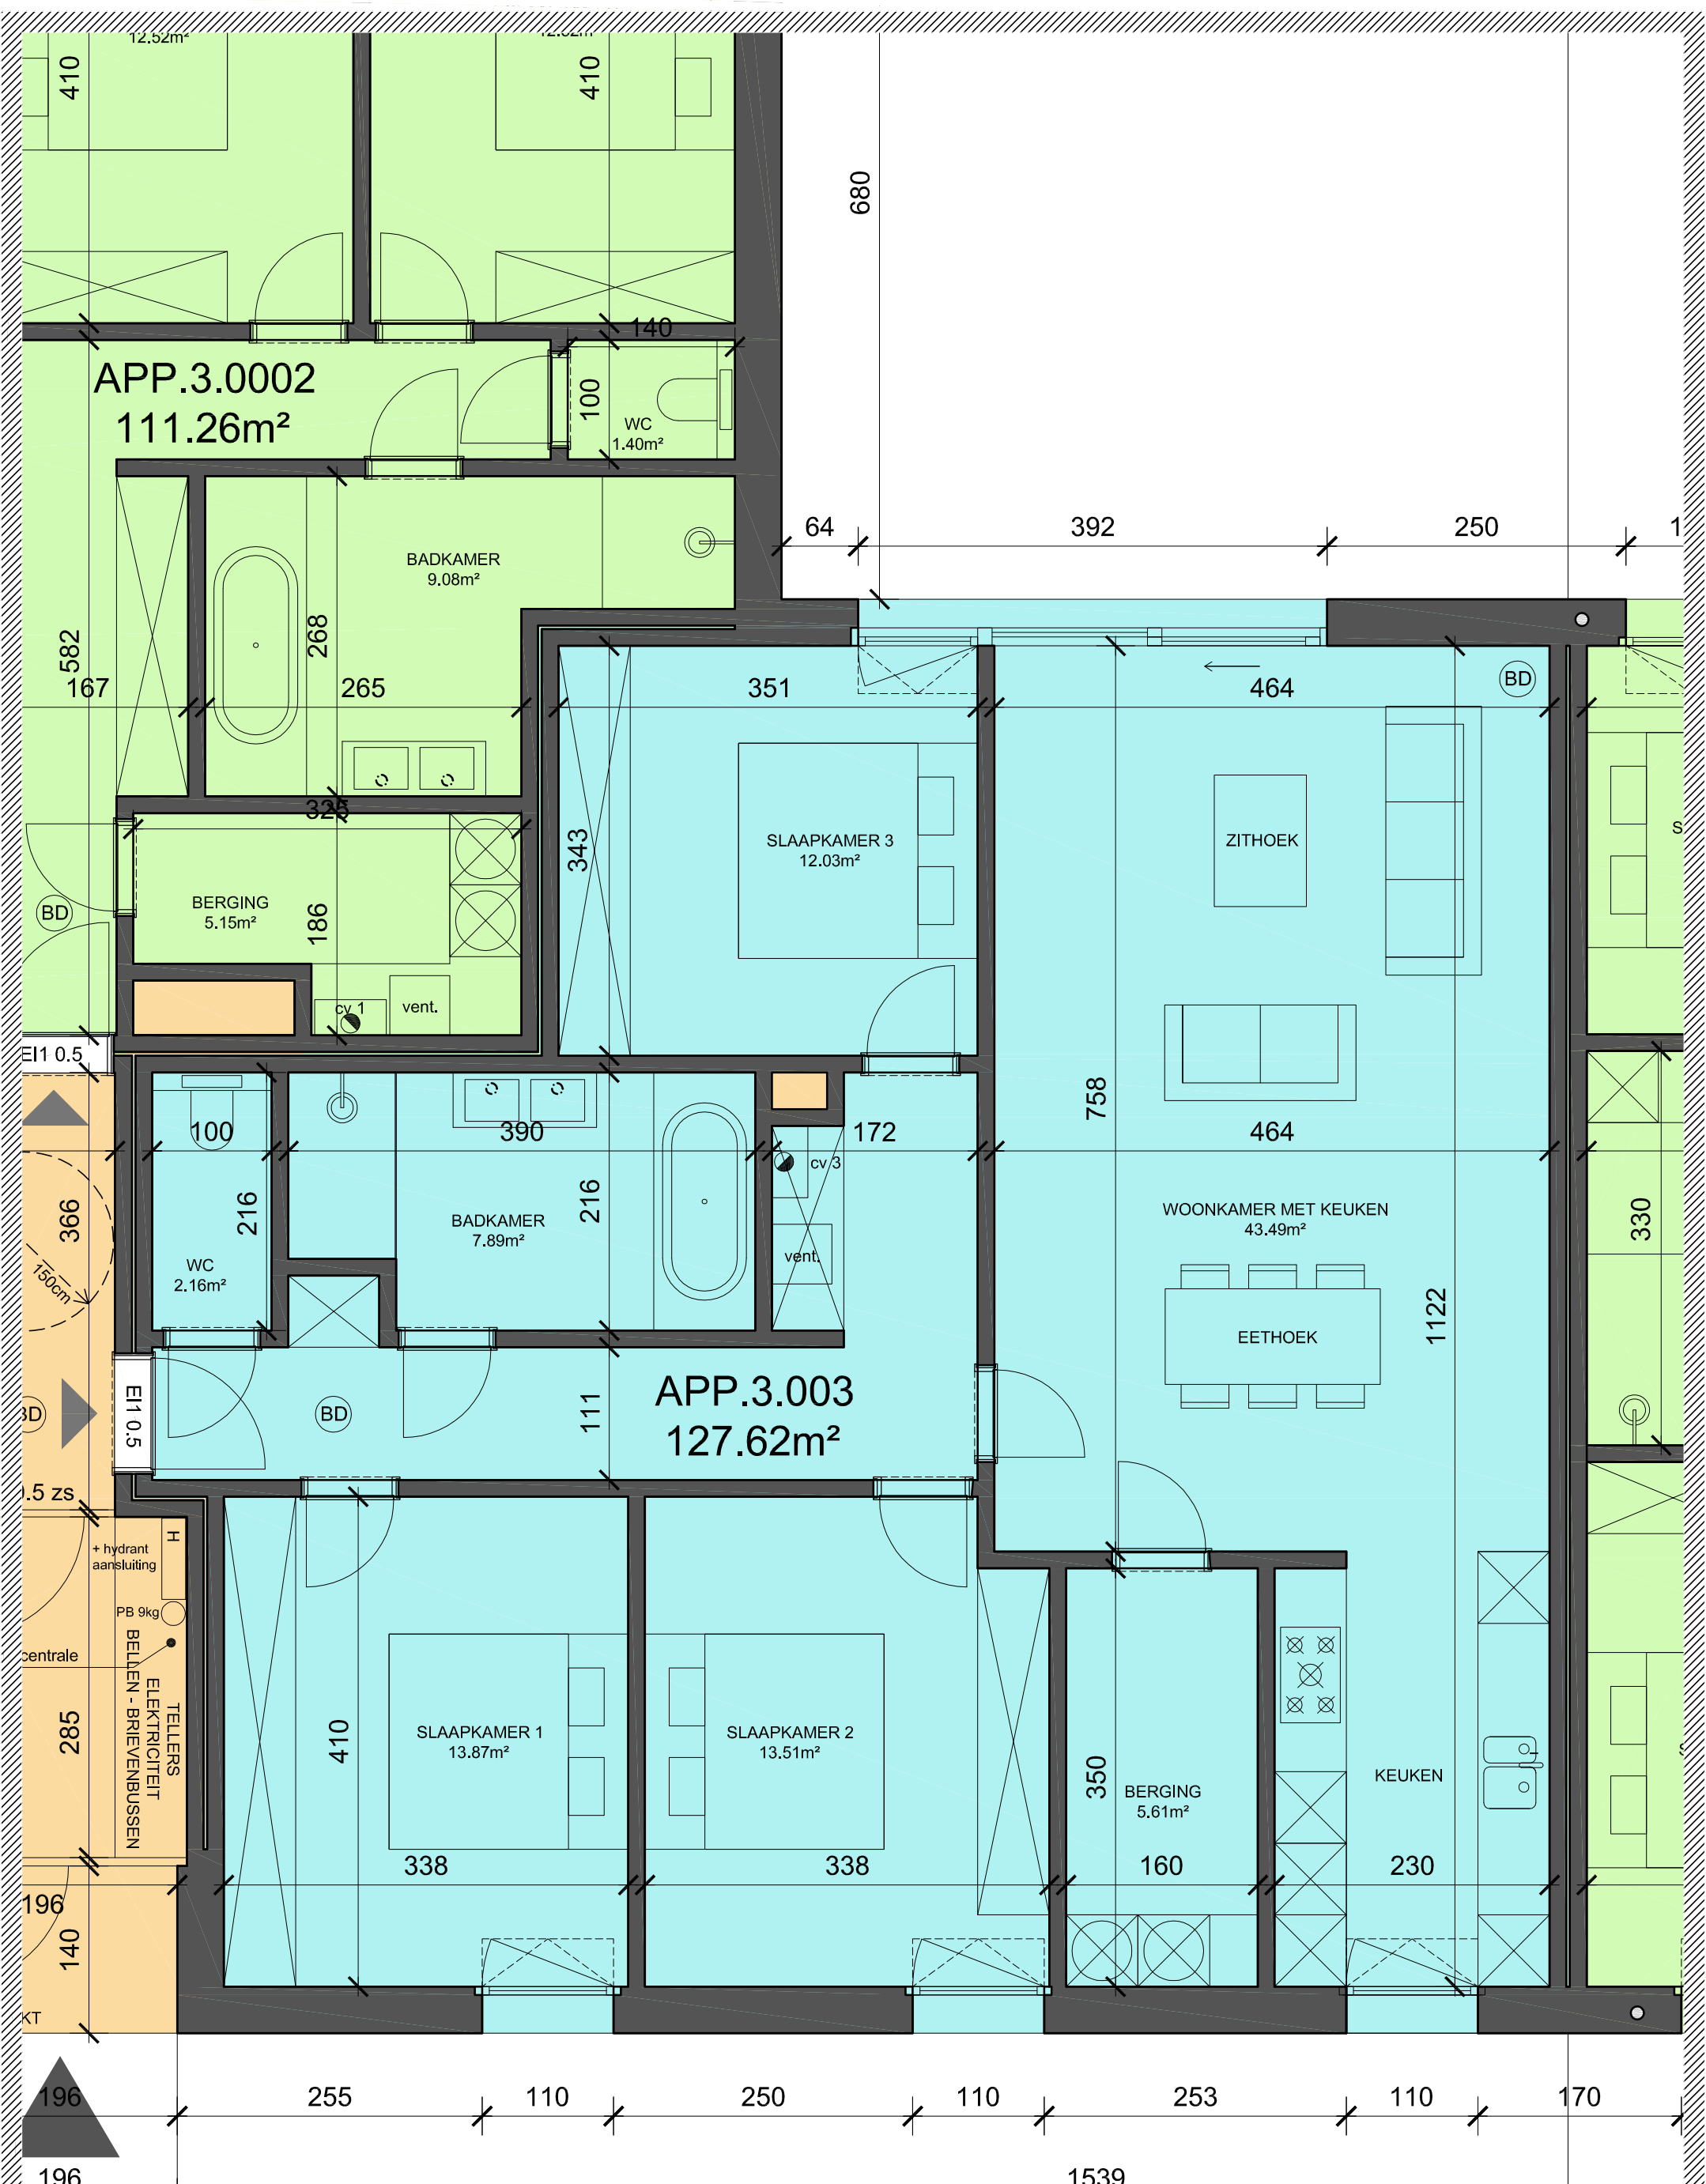 12.52m²
410
410
680
140
APP.3.0002
111.26m²
100
WC
1.40m²
64
392
250
BADKAMER
9.08m²
582
268
167
265
351
464
BD
325
343
SLAAPKAMER 3
12.03m²
ZITHOEK
BERGING
5.15m²
BD
186
cv 1
vent.
EI1 0.5
758
100
390
172
464
366
216
216
cv 3
BADKAMER
7.89m²
WOONKAMER MET KEUKEN
43.49m²
330
vent.
WC
2.16m²
150cm
1122
EETHOEK
EI1 0.5
BD
111
APP.3.003
127.62m²
BD
0.5 zs
H
+ hydrant
aansluiting
PB 9kg
centrale
TELLERS
ELEKTRICITEIT
BELLEN - BRIEVENBUSSEN
285
410
SLAAPKAMER 1
13.87m²
SLAAPKAMER 2
13.51m²
350
BERGING
5.61m²
KEUKEN
338
338
160
230
196
140
KT
196
255
110
250
110
253
110
170
196
1539